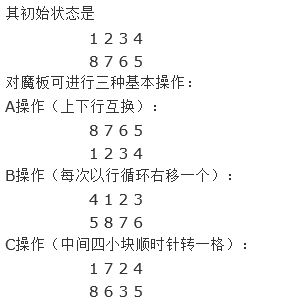 其初始状态是
1 2 3 4
8 7 6 5
对魔板可进行三种基本操作：
A操作（上下行互换）：
8 7 6 5
1 2 3 4
B操作（每次以行循环右移一个）：
4 1 2 3
5 8 7 6
C操作（中间四小块顺时针转一格）：
1 7 2 4
8 6 3 5